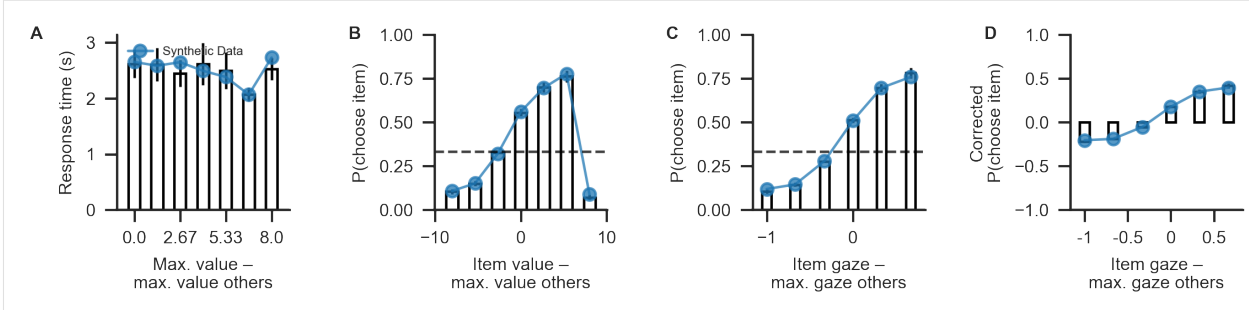 A
Response time (s)
3
2
1
0
Synthetic Data
0.0 2.67 5.33 8.0
Max. value –
max. value others
B
P(choose item)
1.00
0.75
0.50
0.25
0.00
−10 0 10
Item value –
max. value others
C
P(choose item)
1.00
0.75
0.50
0.25
0.00
−1 0
Item gaze –
max. gaze others
D
Corrected
P(choose item)
1.0
0.5
0.0
−0.5
−1.0
-1 -0.5 0 0.5
Item gaze –
max. gaze others